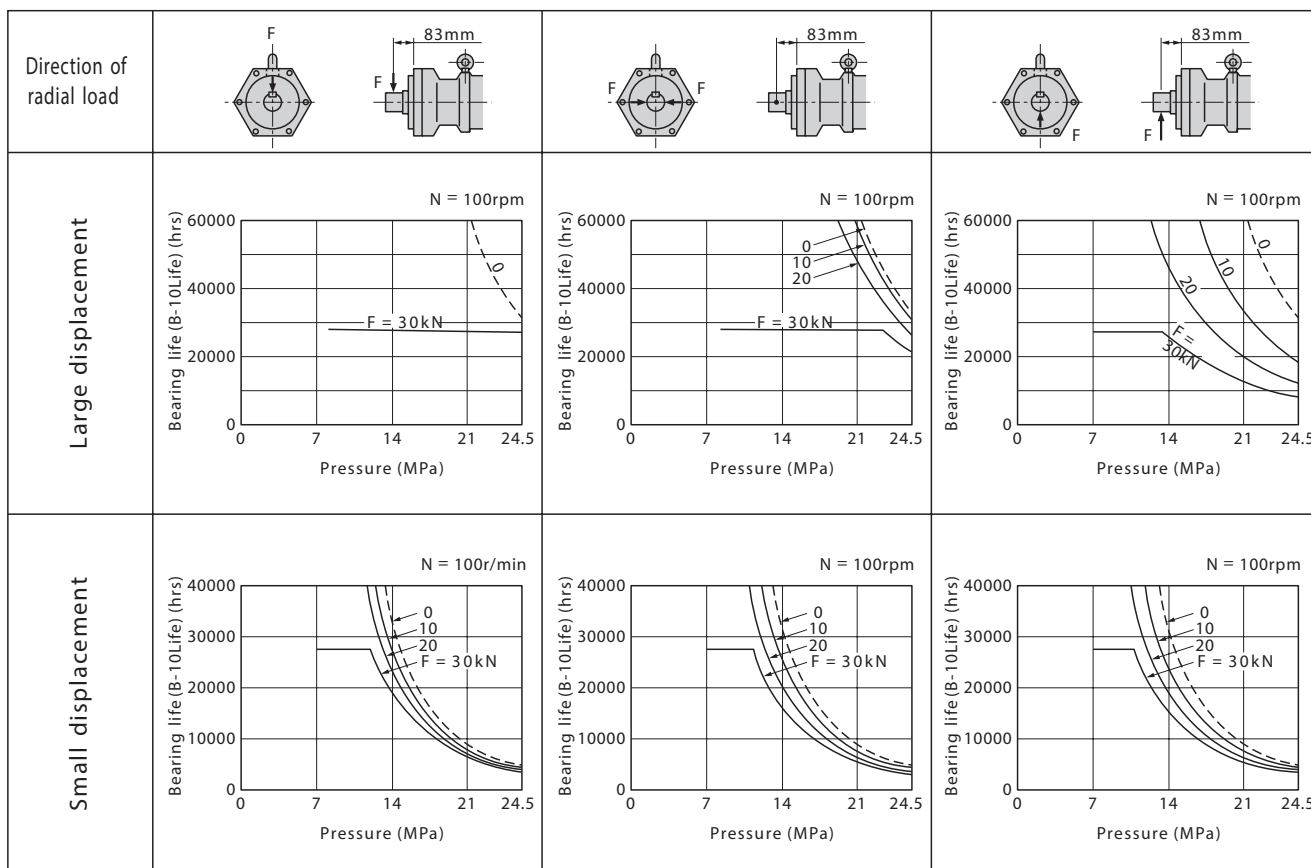 Direction of
radial load
F
83mm
F
83mm
F
F
83mm
F
F
Large displacement
N = 100rpm
Bearing life (B-10Life) (hrs)
60000
40000
20000
0
0
F = 30kN
0
7
14
21
24.5
Pressure (MPa)
N = 100rpm
Bearing life (B-10Life) (hrs)
60000
40000
20000
0
0
10
20
F = 30kN
0
7
14
21
24.5
Pressure (MPa)
N = 100rpm
Bearing life (B-10Life) (hrs)
60000
40000
20000
0
0
10
20
F =
30kN
0
7
14
21
24.5
Pressure (MPa)
Small displacement
N = 100r/min
Bearing life (B-10Life) (hrs)
40000
30000
20000
10000
0
0
10
20
F = 30kN
0
7
14
21
24.5
Pressure (MPa)
N = 100rpm
Bearing life (B-10Life) (hrs)
40000
30000
20000
10000
0
0
10
20
F = 30kN
0
7
14
21
24.5
Pressure (MPa)
N = 100rpm
Bearing life (B-10Life) (hrs)
40000
30000
20000
10000
0
0
10
20
F = 30kN
0
7
14
21
24.5
Pressure (MPa)